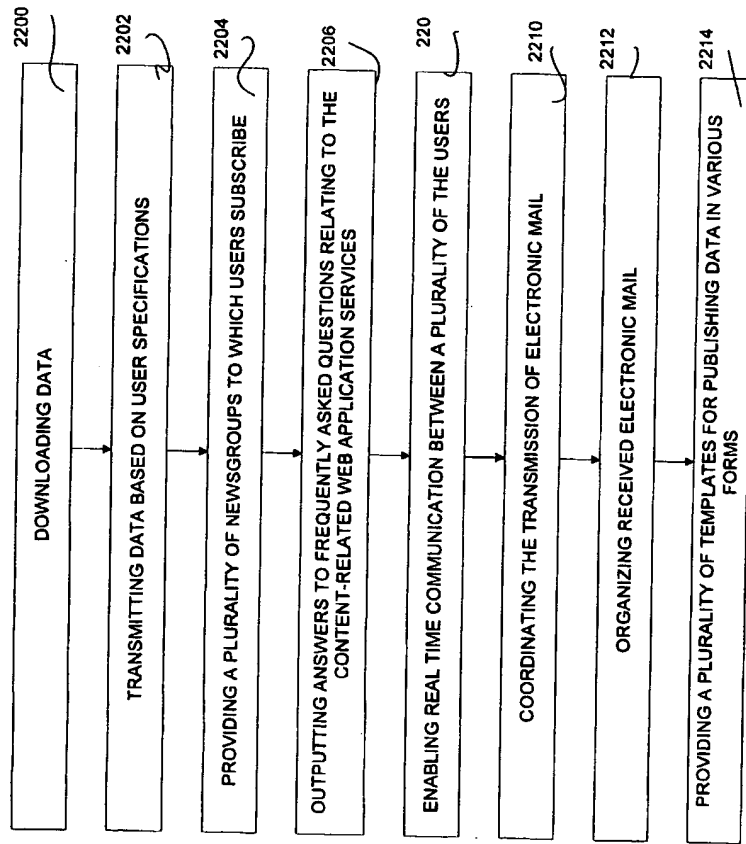 2200
DOWNLOADING DATA
2202
TRANSMITTING DATA BASED ON USER SPECIFICATIONS
2204
PROVIDING A PLURALITY OF NEWSGROUPS TO WHICH USERS SUBSCRIBE
2206
OUTPUTTING ANSWERS TO FREQUENTLY ASKED QUESTIONS RELATING TO THE
CONTENT-RELATED WEB APPLICATION SERVICES
220
ENABLING REAL TIME COMMUNICATION BETWEEN A PLURALITY OF THE USERS
2210
COORDINATING THE TRANSMISSION OF ELECTRONIC MAIL
2212
ORGANIZING RECEIVED ELECTRONIC MAIL
2214
PROVIDING A PLURALITY OF TEMPLATES FOR PUBLISHING DATA IN VARIOUS
FORMS